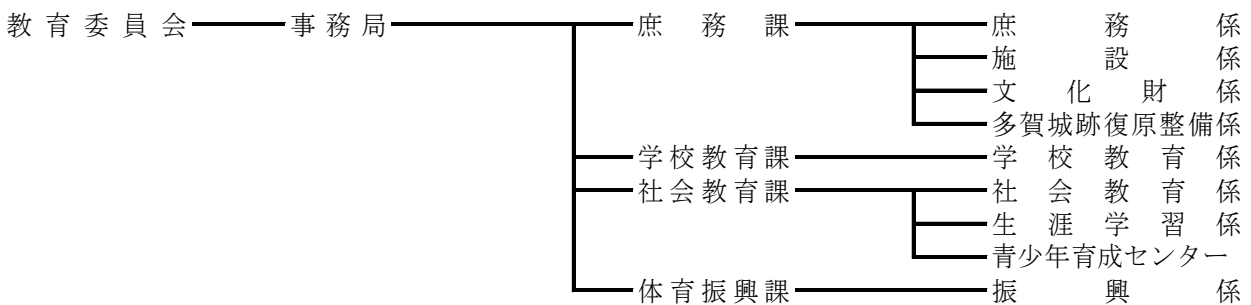 教育委員会 事務局 庶務課 庶務係
施設係
文化財係
多賀城跡復原整備係
学校教育課 学校教育係
社会教育課 社会教育係
生涯学習係
青少年育成センター
体育振興課 振興係